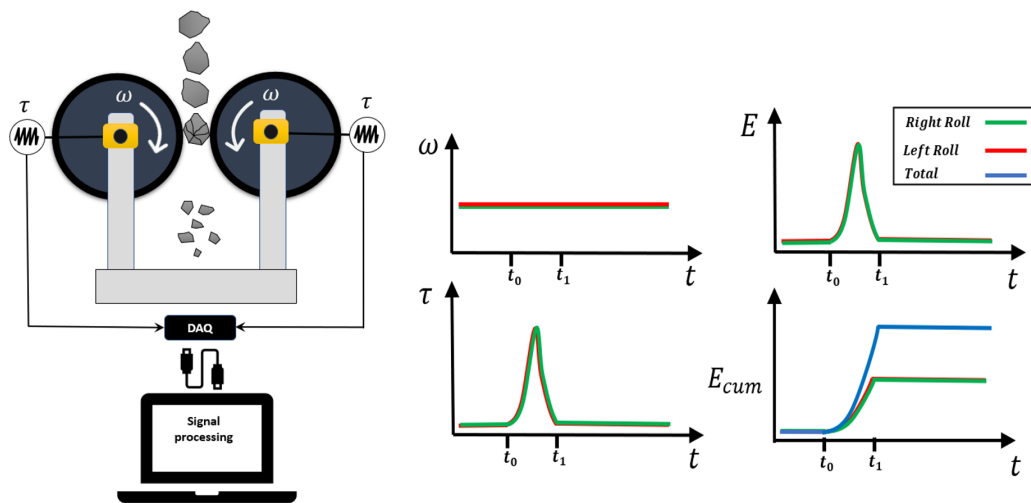 τ
ω
ω
τ
DAQ
Signal
processing
ω
t₀
t₁
t
E
t₀
t₁
t
Right Roll
Left Roll
Total
τ
t₀
t₁
t
E_cum
t₀
t₁
t